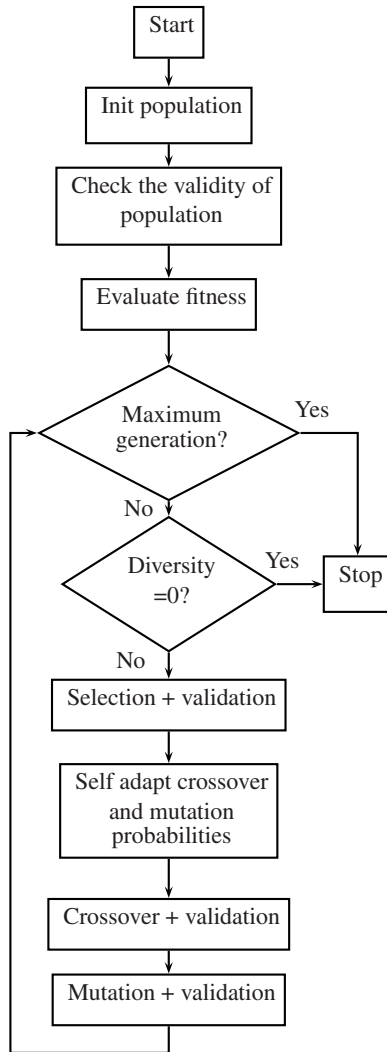 Start
Init population
Check the validity of
population
Evaluate fitness
Maximum
generation?
Yes
No
Diversity
=0?
Yes
Stop
No
Selection + validation
Self adapt crossover
and mutation
probabilities
Crossover + validation
Mutation + validation